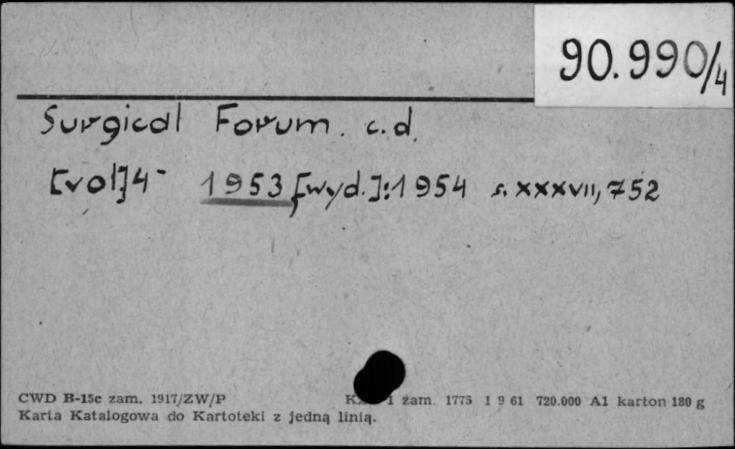 90.990/4
Surgical Forum. c.d.
[vol]4- 1953 [wyd.]:1954 s. XXXVII, 752
CWD B-15c zam. 1917/ZW/P 1 zam. 1775 1 9 61 720.000 A1 karton 180 g
Karta Katalogowa do Kartoteki z jedną linią.